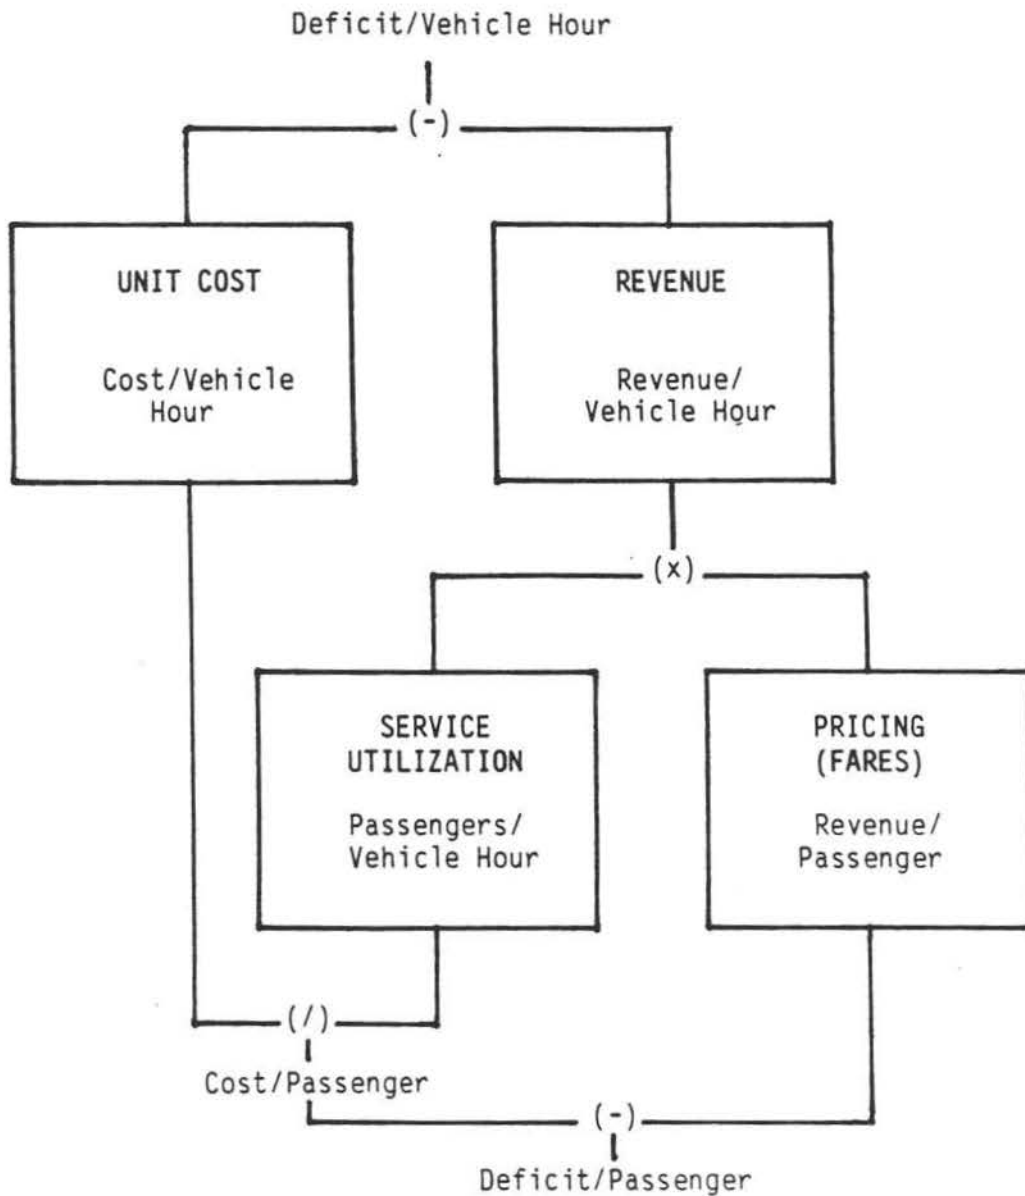 Deficit/Vehicle Hour
(-)
UNIT COST
Cost/Vehicle
Hour
REVENUE
Revenue/
Vehicle Hour
(x)
SERVICE
UTILIZATION
Passengers/
Vehicle Hour
PRICING
(FARES)
Revenue/
Passenger
(/)
Cost/Passenger
(-)
Deficit/Passenger